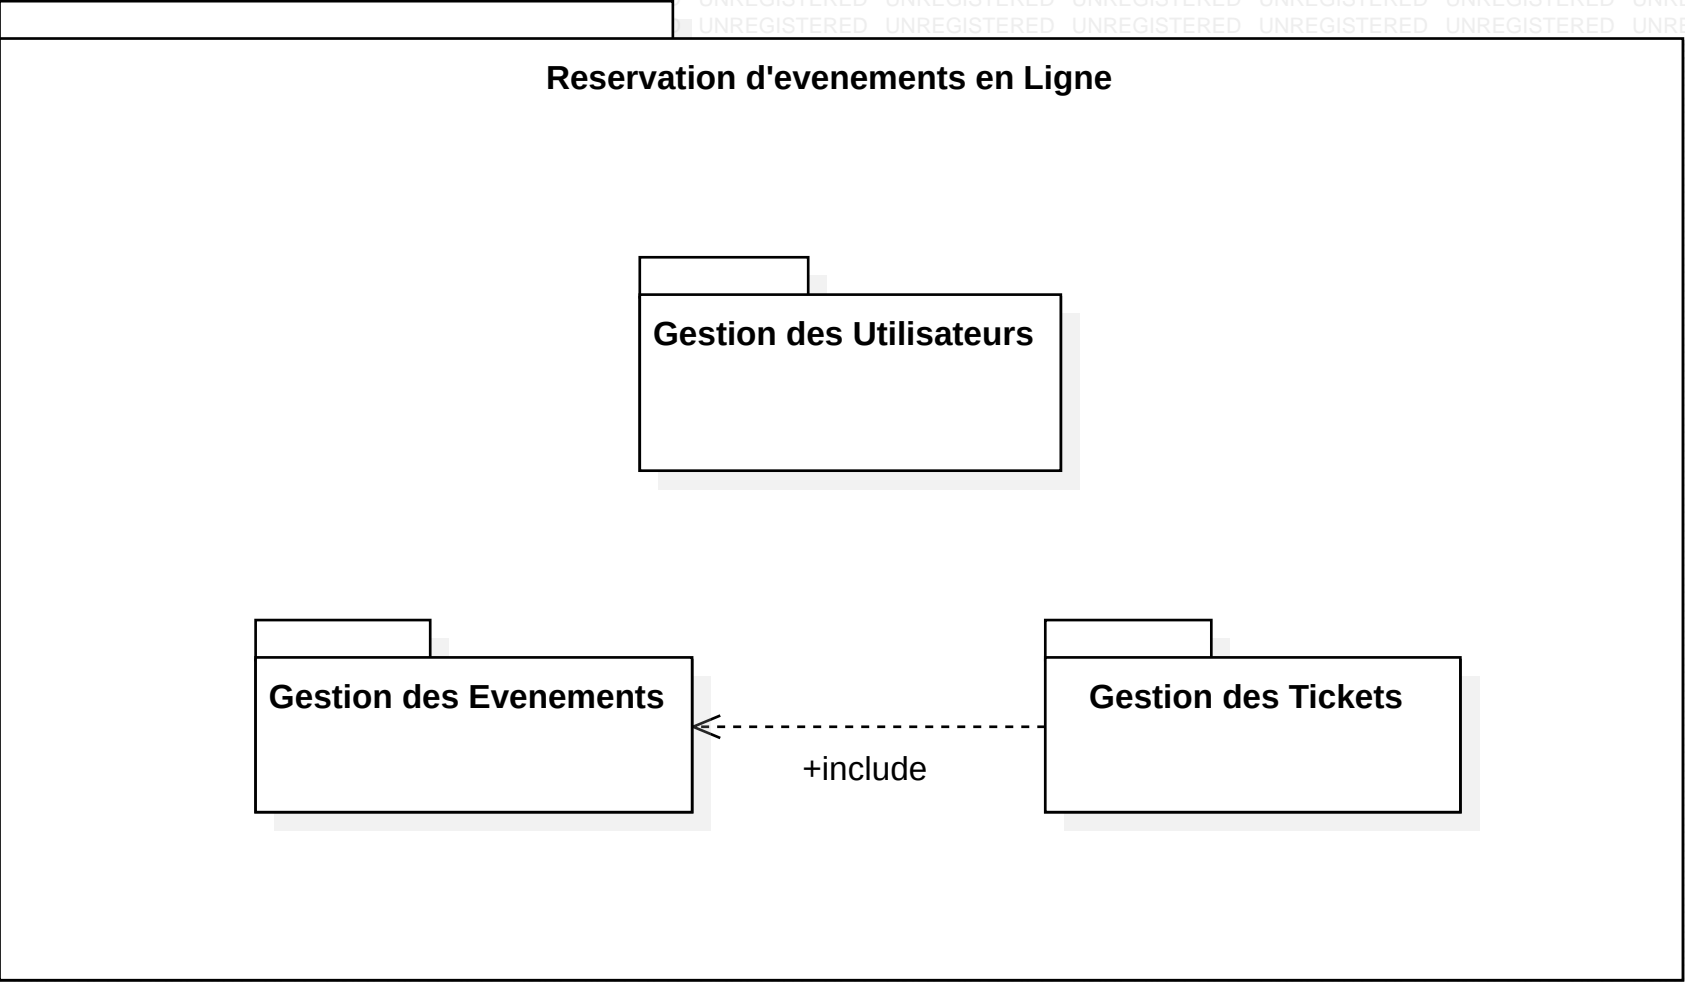 UNREGISTERED UNREGISTERED UNREGISTERED UNREGISTERED UNREGISTERED
UNREGISTERED UNREGISTERED UNREGISTERED UNREGISTERED UNREGISTERED
Reservation d'evenements en Ligne
Gestion des Utilisateurs
Gestion des Evenements
Gestion des Tickets
+include